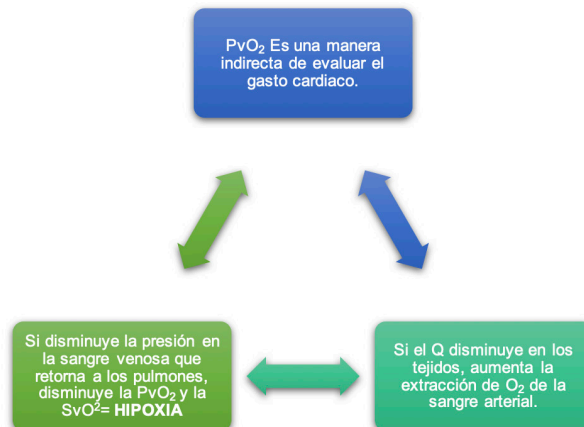 PvO₂ Es una manera
indirecta de evaluar el
gasto cardiaco.
Si disminuye la presión en
la sangre venosa que
retorna a los pulmones,
disminuye la PvO₂ y la
SvO²= HIPOXIA
Si el Q disminuye en los
tejidos, aumenta la
extracción de O₂ de la
sangre arterial.